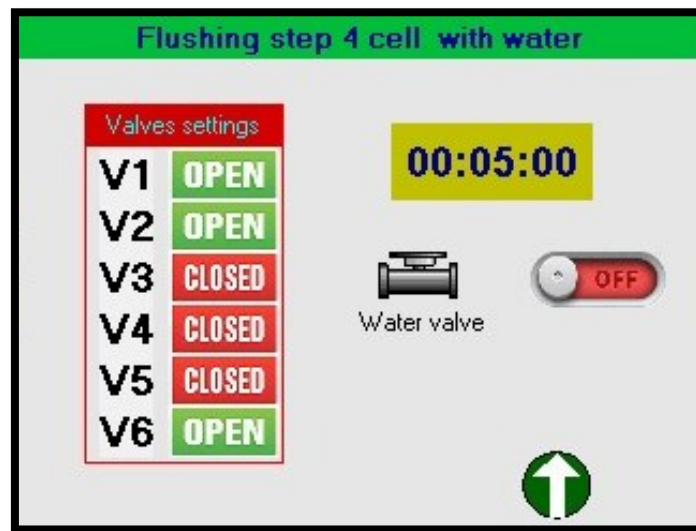 Flushing step 4 cell with water
Valves settings
V1 OPEN
V2 OPEN
V3 CLOSED
V4 CLOSED
V5 CLOSED
V6 OPEN
00:05:00
OFF
Water valve